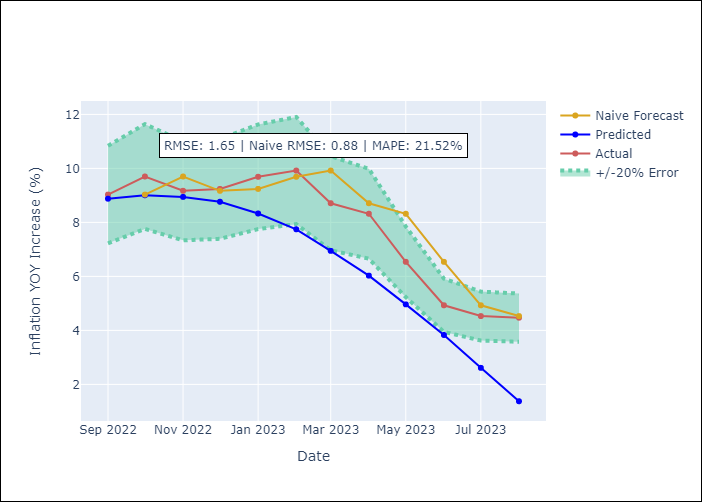 RMSE: 1.65 | Naive RMSE: 0.88 | MAPE: 21.52%
Naive Forecast
Predicted
Actual
+/-20% Error
12
10
8
6
4
2
Inflation YOY Increase (%)
Sep 2022
Nov 2022
Jan 2023
Mar 2023
May 2023
Jul 2023
Date